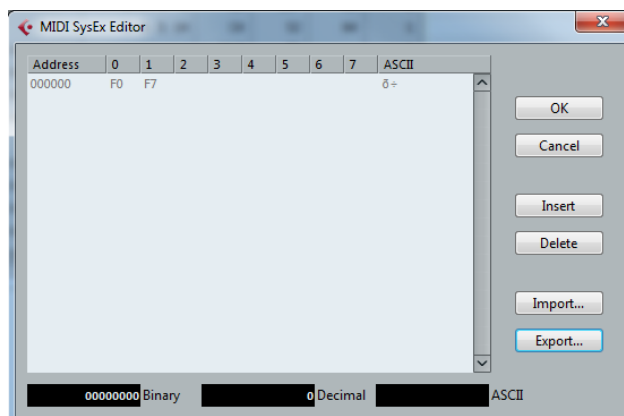 MIDI SysEx Editor
Address 0 1 2 3 4 5 6 7 ASCII
000000 F0 F7 ð÷
OK
Cancel
Insert
Delete
Import...
Export...
00000000 Binary 0 Decimal ASCII